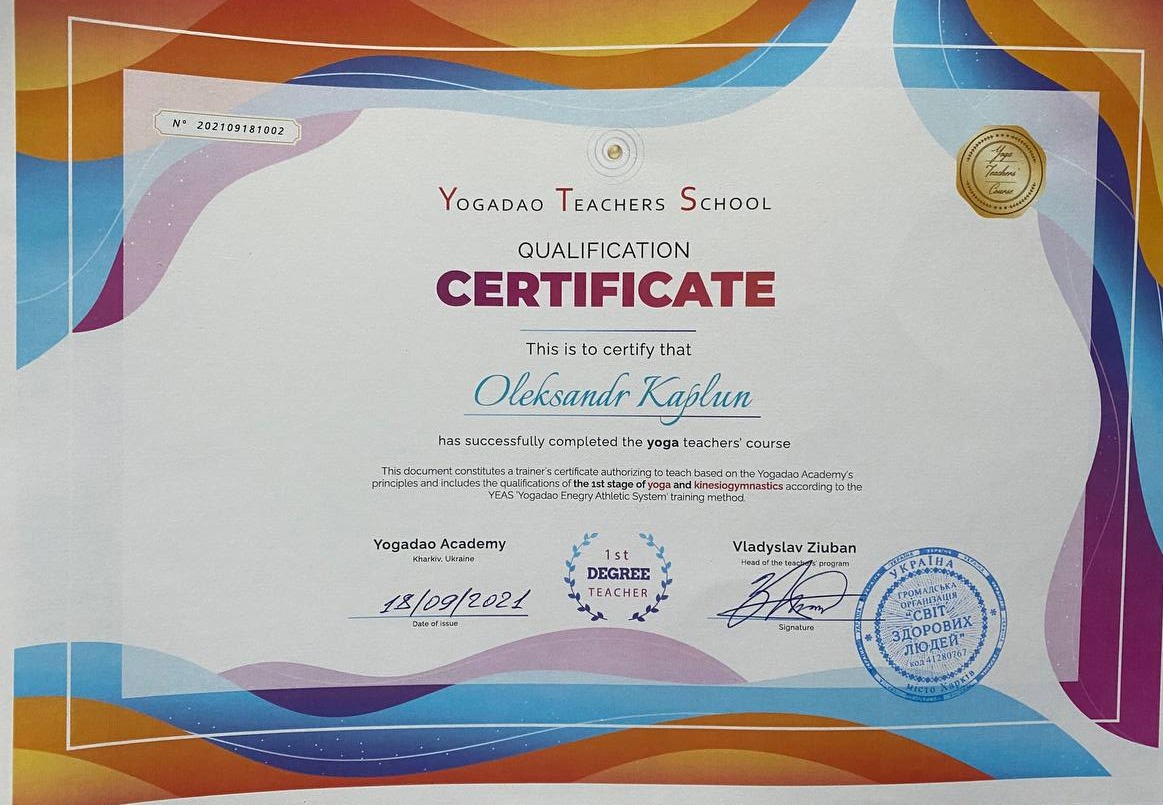 N° 202109181002
Yoga
Teachers'
Course
YOGADAO TEACHERS SCHOOL
QUALIFICATION
CERTIFICATE
This is to certify that
Oleksandr Kaplun
has successfully completed the yoga teachers' course
This document constitutes a trainer's certificate authorizing to teach based on the Yogadao Academy's
principles and includes the qualifications of the 1st stage of yoga and kinesiogymnastics according to the
YEAS 'Yogadao Enegry Athletic System' training method.
Yogadao Academy
Kharkiv, Ukraine
18/09/2021
Date of issue
1st
DEGREE
TEACHER
Vladyslav Ziuban
Head of the teachers' program
Signature
УКРАЇНА
ГРОМАДСЬКА
ОРГАНІЗАЦІЯ
"СВІТ
ЗДОРОВИХ
ЛЮДЕЙ"
код 41280767
місто Харків